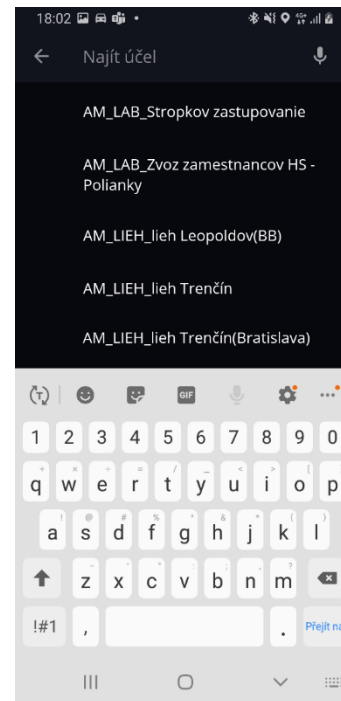 18:02
Najít účel
AM_LAB_Stropkov zastupovanie
AM_LAB_Zvoz zamestnancov HS -
Polianky
AM_LIEH_lieh Leopoldov(BB)
AM_LIEH_lieh Trenčín
AM_LIEH_lieh Trenčín(Bratislava)
GIF
1 2 3 4 5 6 7 8 9 0
q w e r t y u i o p
a s d f g h j k l
z x c v b n m
!#1 , . Přejít na